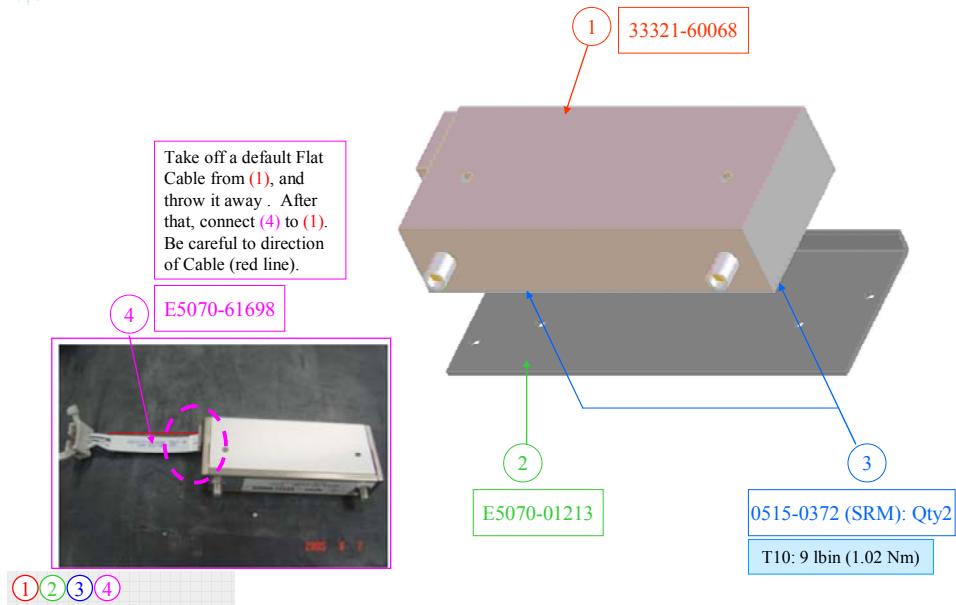 1
33321-60068
Take off a default Flat
Cable from (1), and
throw it away . After
that, connect (4) to (1).
Be careful to direction
of Cable (red line).
4
E5070-61698
2
E5070-01213
3
0515-0372 (SRM): Qty2
T10: 9 lbin (1.02 Nm)
1 2 3 4